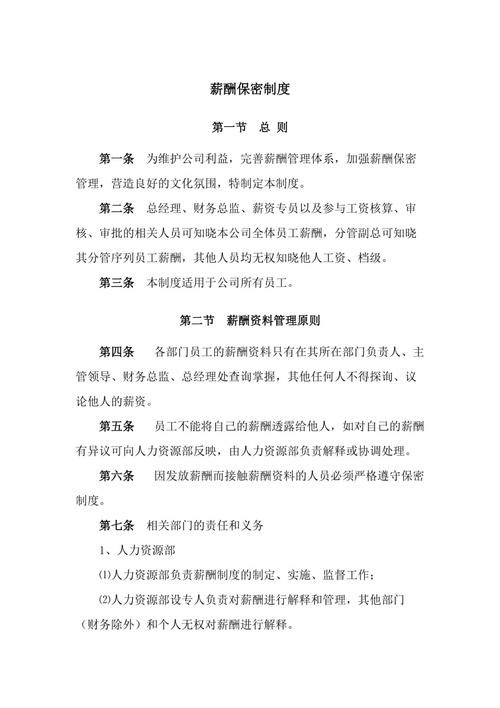 薪酬保密制度
第一节 总 则
第一条 为维护公司利益，完善薪酬管理体系，加强薪酬保密
管理，营造良好的文化氛围，特制定本制度。
第二条 总经理、财务总监、薪资专员以及参与工资核算、审
核、审批的相关人员可知晓本公司全体员工薪酬，分管副总可知晓
其分管序列员工薪酬，其他人员均无权知晓他人工资、档级。
第三条 本制度适用于公司所有员工。
第二节 薪酬资料管理原则
第四条 各部门员工的薪酬资料只有在其所在部门负责人、主
管领导、财务总监、总经理处查询掌握，其他任何人不得探询、议
论他人的薪资。
第五条 员工不能将自己的薪酬透露给他人，如对自己的薪酬
有异议可向人力资源部反映，由人力资源部负责解释或协调处理。
第六条 因发放薪酬而接触薪酬资料的人员必须严格遵守保密
制度。
第七条 相关部门的责任和义务
1、人力资源部
⑴人力资源部负责薪酬制度的制定、实施、监督工作；
⑵人力资源部设专人负责对薪酬进行解释和管理，其他部门
（财务除外）和个人无权对薪酬进行解释。